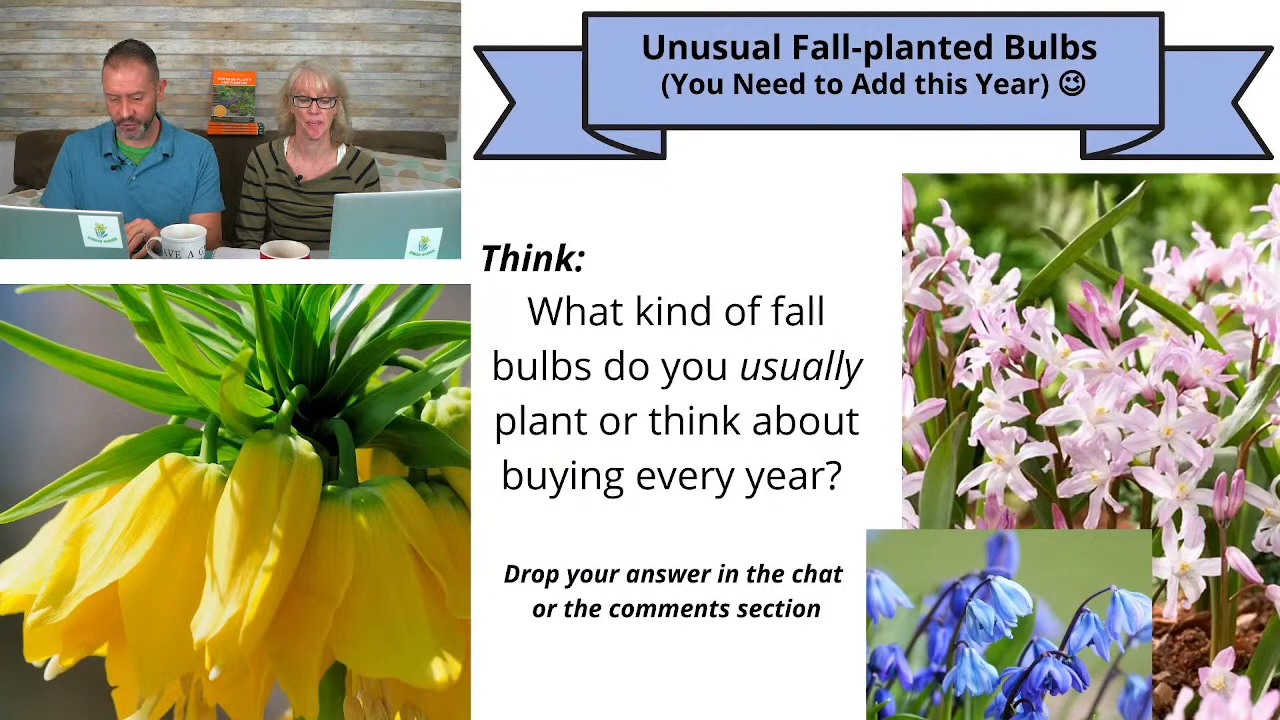 Unusual Fall-planted Bulbs
(You Need to Add this Year) 😉
Think:
What kind of fall
bulbs do you usually
plant or think about
buying every year?
Drop your answer in the chat
or the comments section